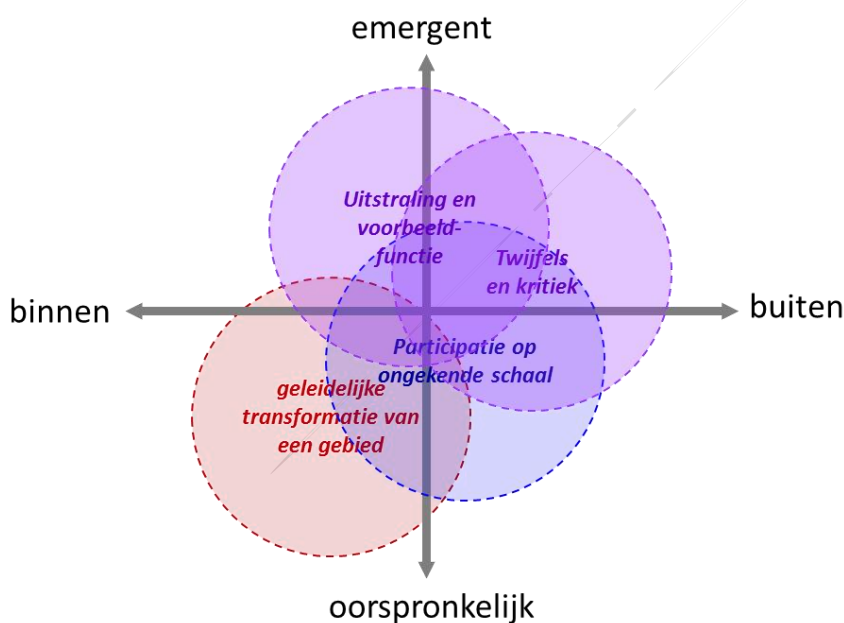 emergent
Uitstraling en
voorbeeld-
functie
Twijfels
en kritiek
binnen
buiten
Participatie op
ongekende schaal
geleidelijke
transformatie van
een gebied
oorspronkelijk